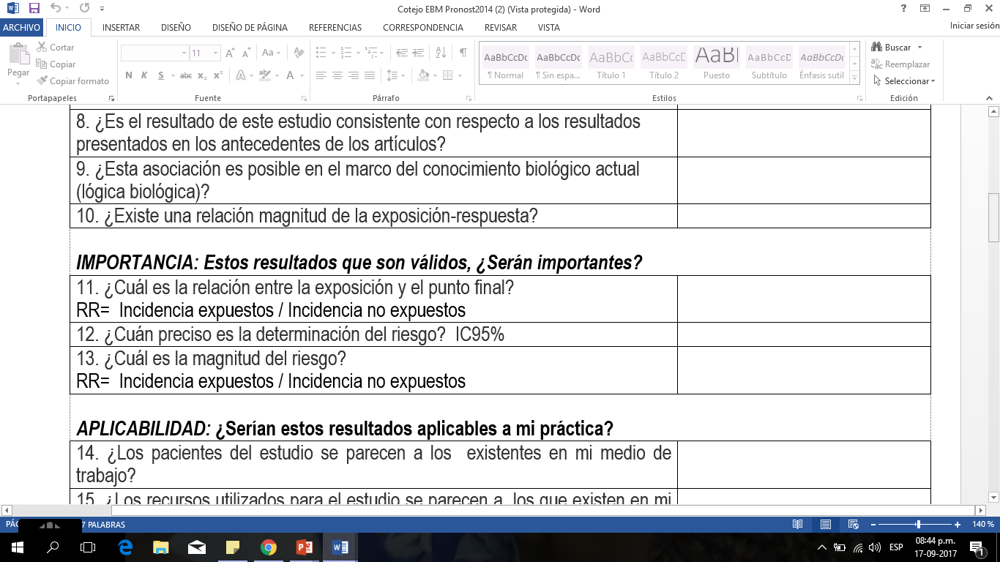 Cotejo EBM Pronost2014 (2) (Vista protegida) - Word
ARCHIVO INICIO INSERTAR DISEÑO DISEÑO DE PÁGINA REFERENCIAS CORRESPONDENCIA REVISAR VISTA Iniciar sesión
Pegar
Cortar
Copiar
Copiar formato
Portapapeles
11
N K S abc x₂ x²
Aa
Fuente
Párrafo
AaBbCcDc AaBbCcDc AaBbCc AaBbCcD AaBl AaBbCcD AaBbCcDc
¶ Normal ¶ Sin espa... Título 1 Título 2 Puesto Subtítulo Énfasis sutil
Estilos
Buscar
Reemplazar
Seleccionar
Edición
8. ¿Es el resultado de este estudio consistente con respecto a los resultados
presentados en los antecedentes de los artículos?
9. ¿Esta asociación es posible en el marco del conocimiento biológico actual
(lógica biológica)?
10. ¿Existe una relación magnitud de la exposición-respuesta?
IMPORTANCIA: Estos resultados que son válidos, ¿Serán importantes?
11. ¿Cuál es la relación entre la exposición y el punto final?
RR= Incidencia expuestos / Incidencia no expuestos
12. ¿Cuán preciso es la determinación del riesgo? IC95%
13. ¿Cuál es la magnitud del riesgo?
RR= Incidencia expuestos / Incidencia no expuestos
APLICABILIDAD: ¿Serían estos resultados aplicables a mi práctica?
14. ¿Los pacientes del estudio se parecen a los existentes en mi medio de
trabajo?
15. ¿Los recursos utilizados para el estudio se parecen a los que existen en mi
7 PALABRAS 140 %
ESP
08:44 p.m.
17-09-2017
1